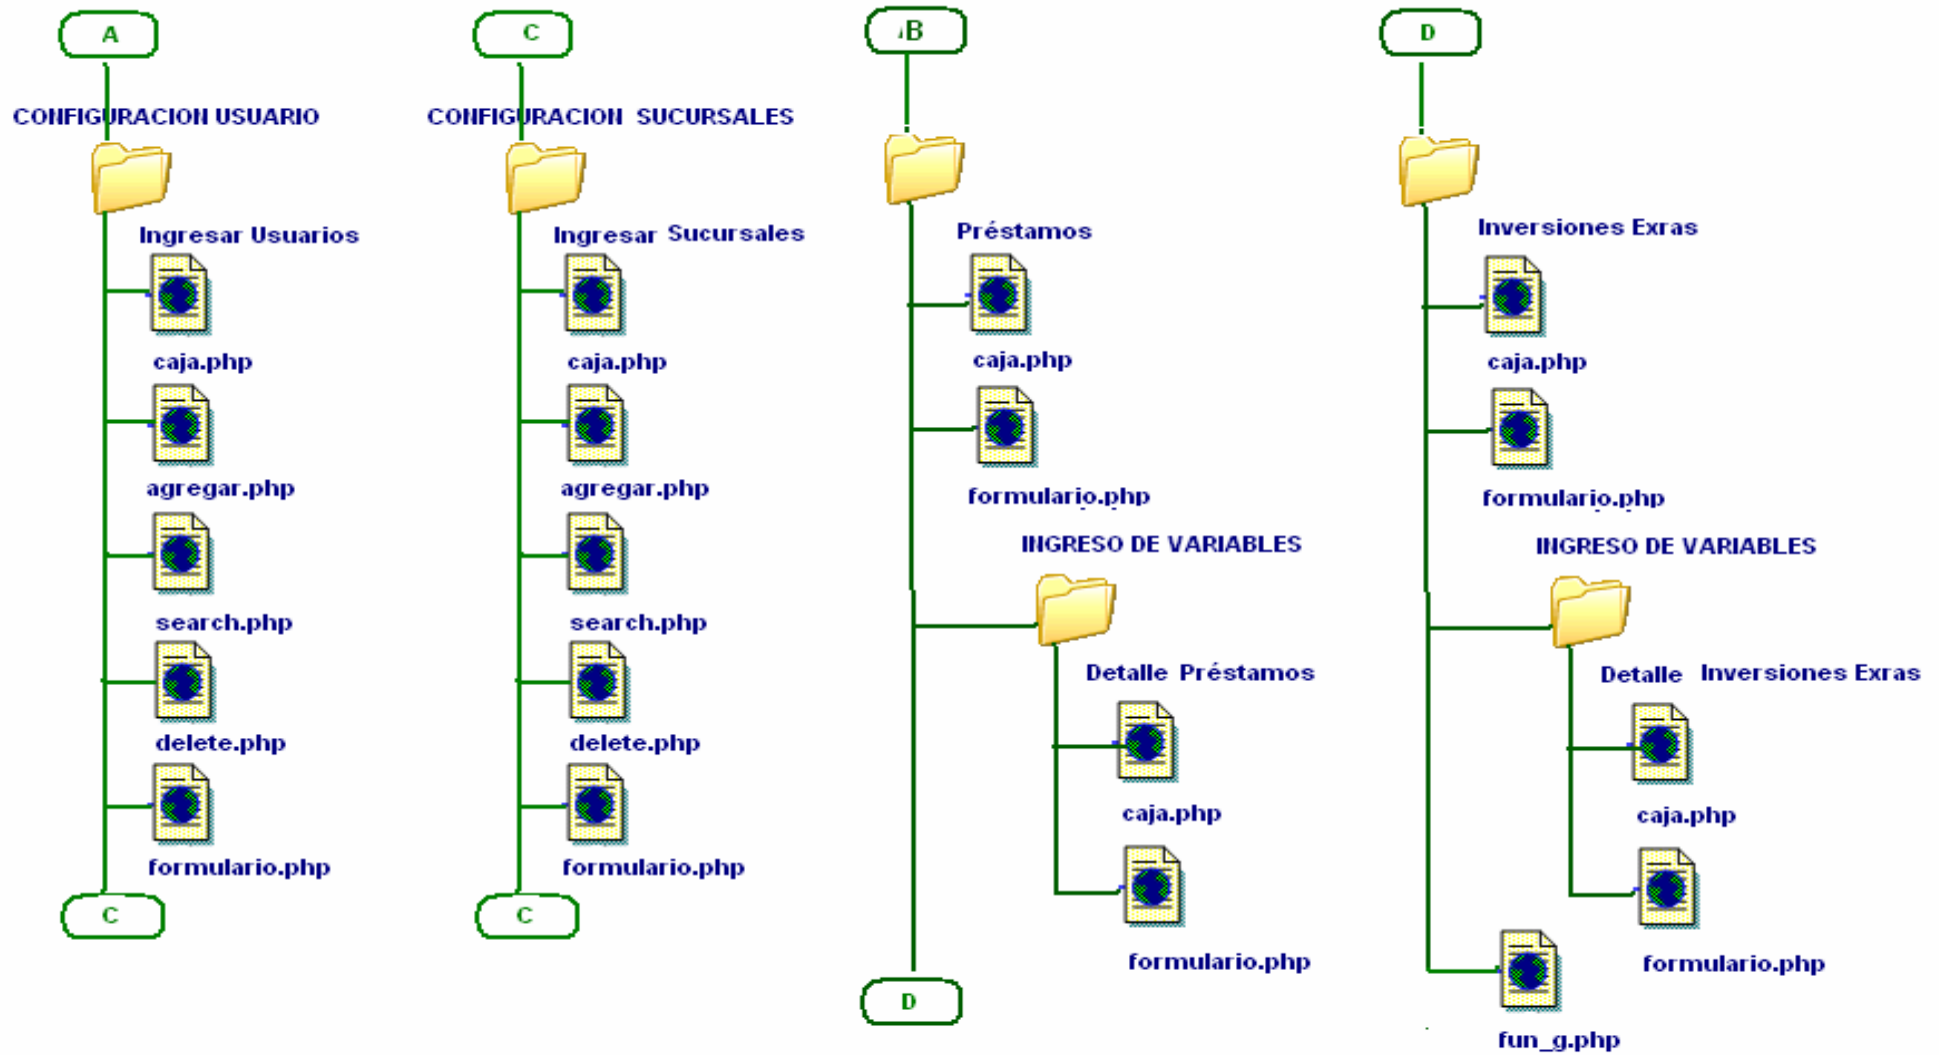 A
CONFIGURACION USUARIO
Ingresar Usuarios
caja.php
agregar.php
search.php
delete.php
formulario.php
C
C
CONFIGURACION SUCURSALES
Ingresar Sucursales
caja.php
agregar.php
search.php
delete.php
formulario.php
C
B
Préstamos
caja.php
formulario.php
INGRESO DE VARIABLES
Detalle Préstamos
caja.php
formulario.php
D
D
Inversiones Exras
caja.php
formulario.php
INGRESO DE VARIABLES
Detalle Inversiones Exras
caja.php
formulario.php
fun_g.php